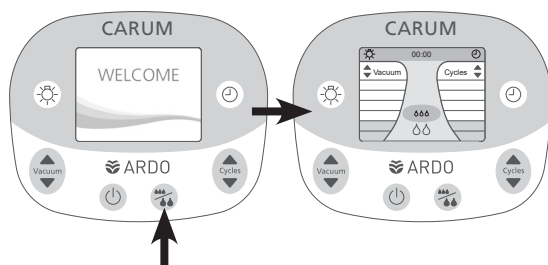 CARUM
WELCOME
Vacuum
ARDO
Cycles
CARUM
00:00
Vacuum
Cycles
Vacuum
ARDO
Cycles